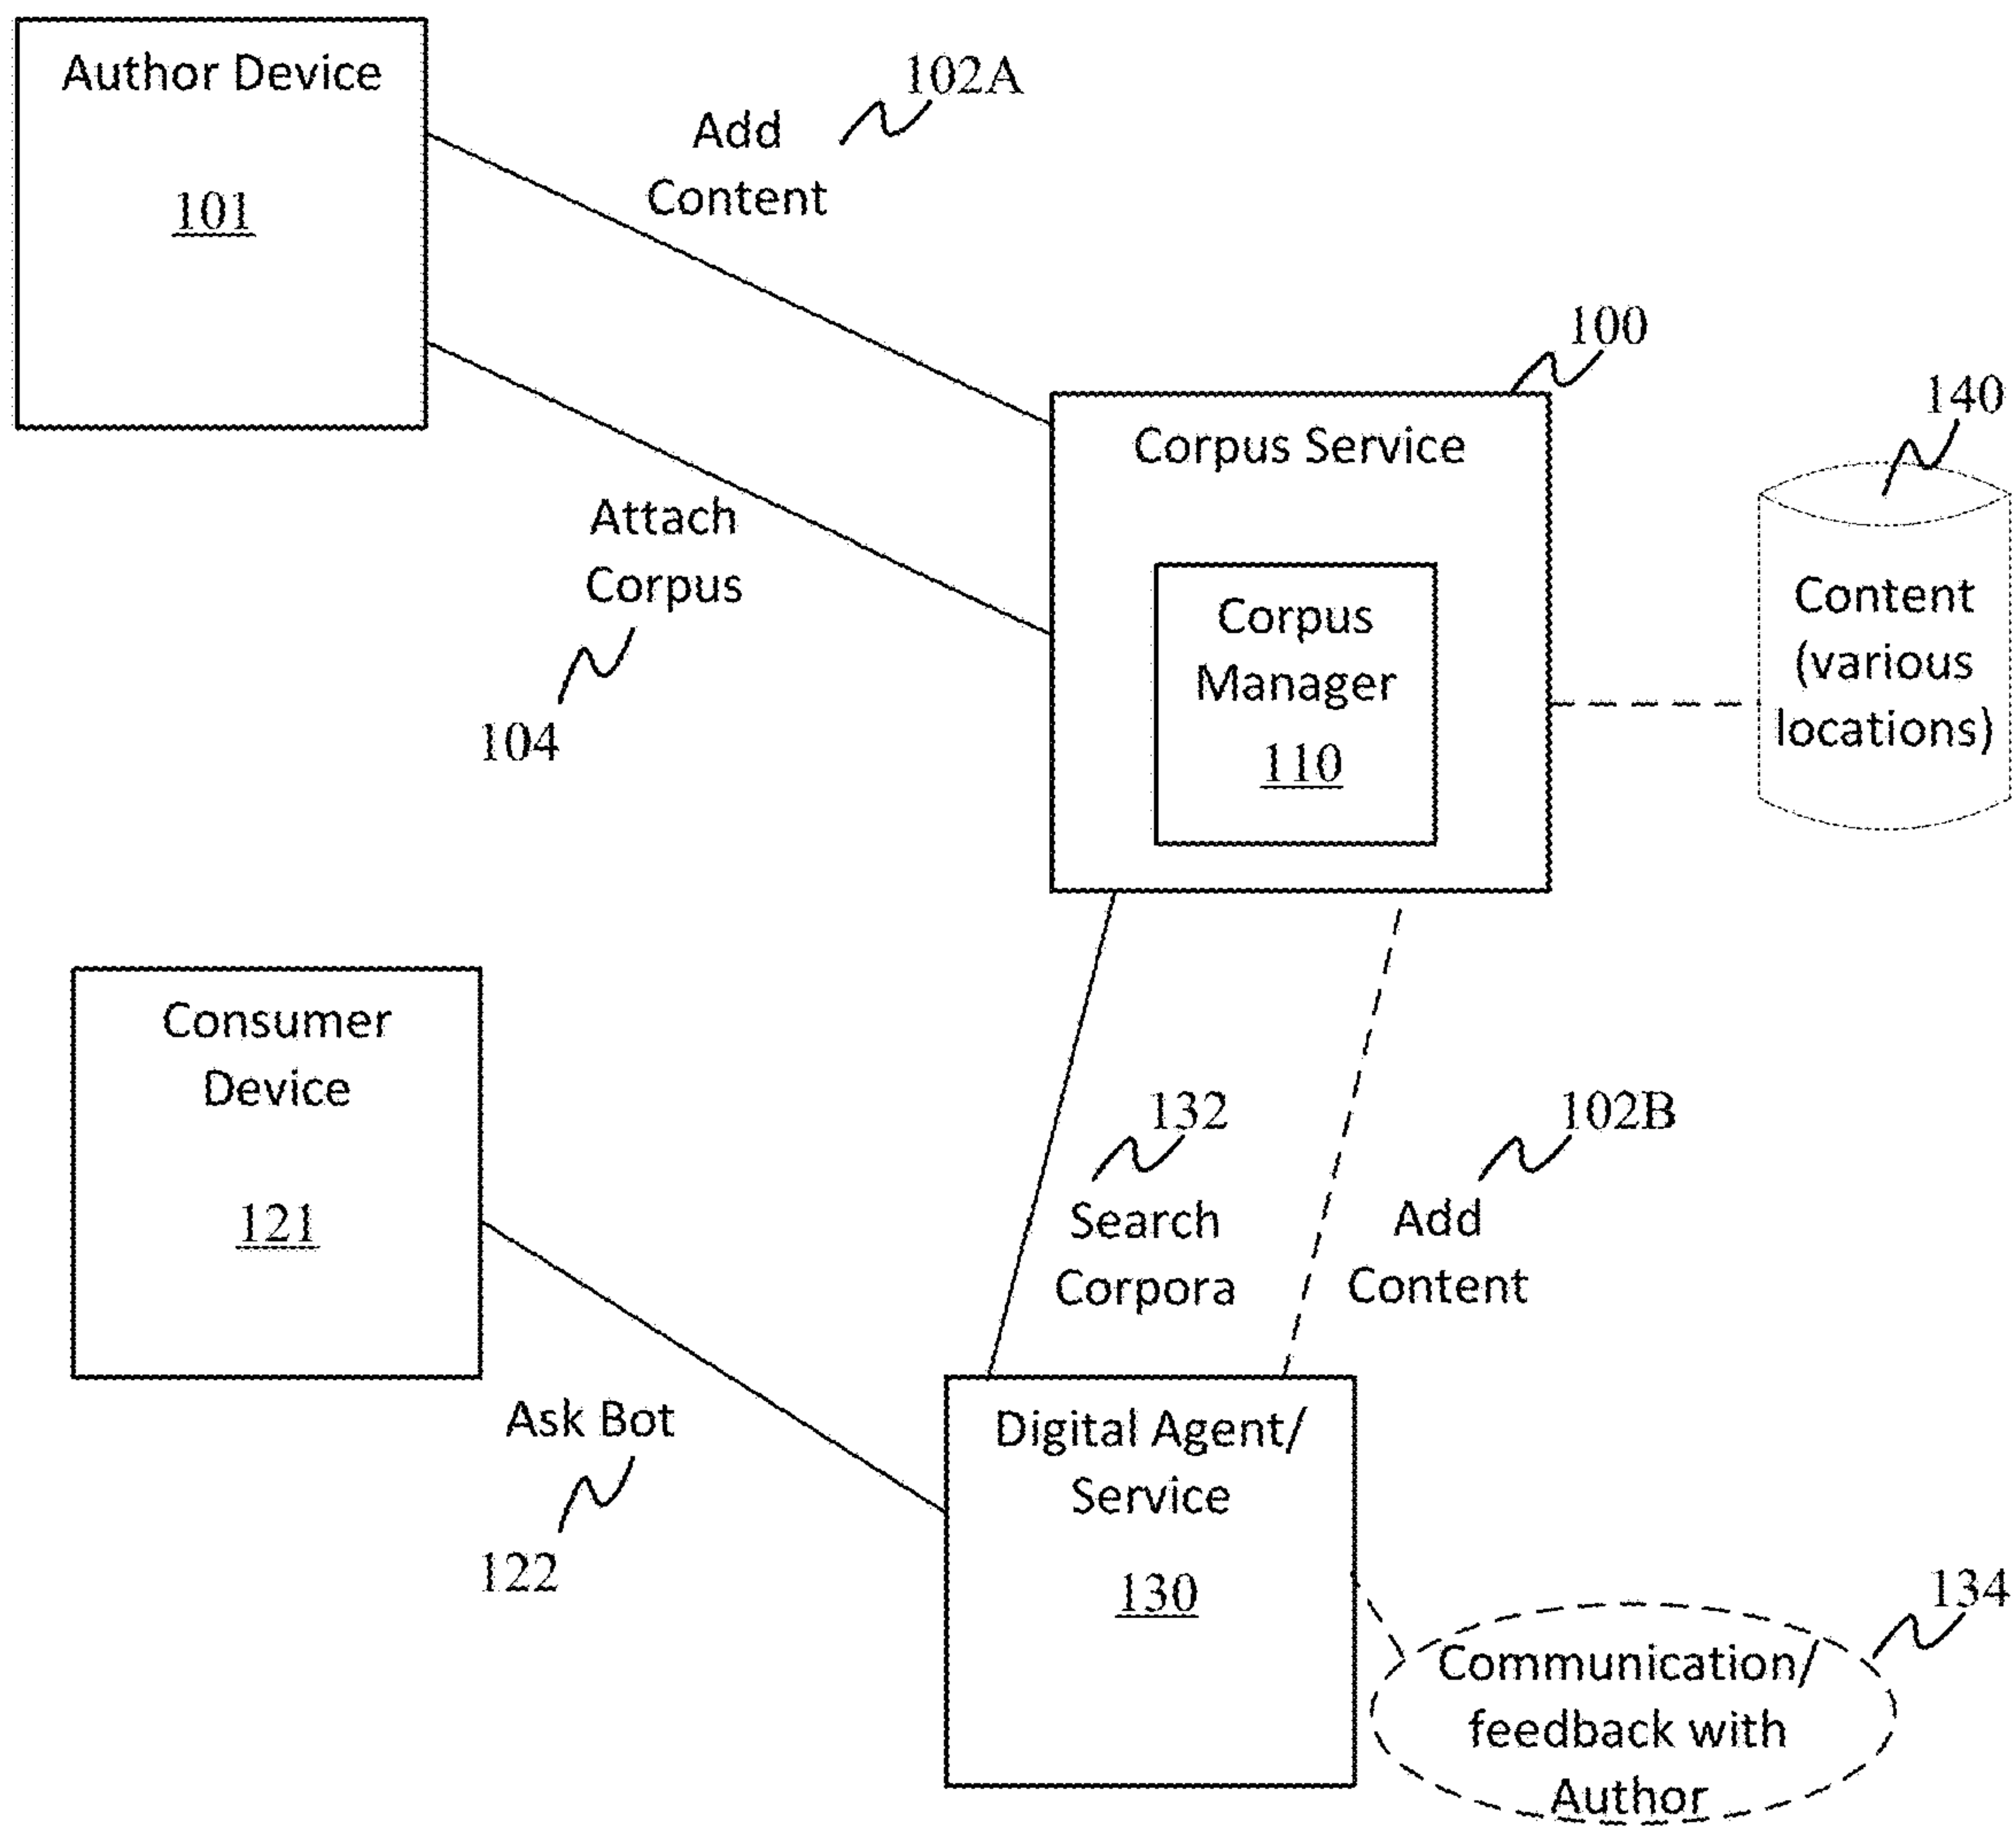 Author Device
101
102A
Add
Content
100
140
Corpus Service
Attach
Corpus
104
Corpus
Manager
110
Content
(various
locations)
Consumer
Device
121
132
Search
Corpora
102B
Add
Content
Ask Bot
122
Digital Agent/
Service
130
134
Communication/
feedback with
Author